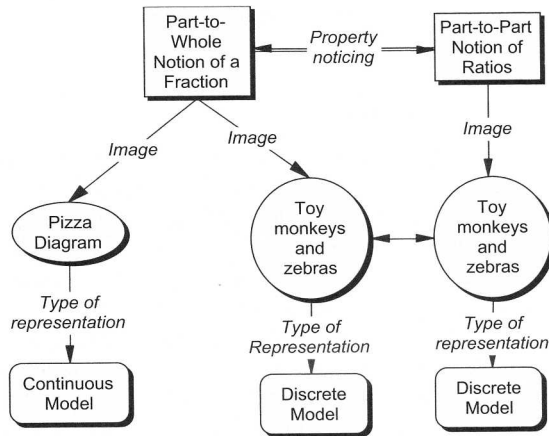 Part-to-
Whole
Notion of a
Fraction
Property
noticing
Part-to-Part
Notion of
Ratios
Image
Image
Image
Pizza
Diagram
Toy
monkeys
and
zebras
Toy
monkeys
and
zebras
Type of
representation
Type of
Representation
Type of
representation
Continuous
Model
Discrete
Model
Discrete
Model